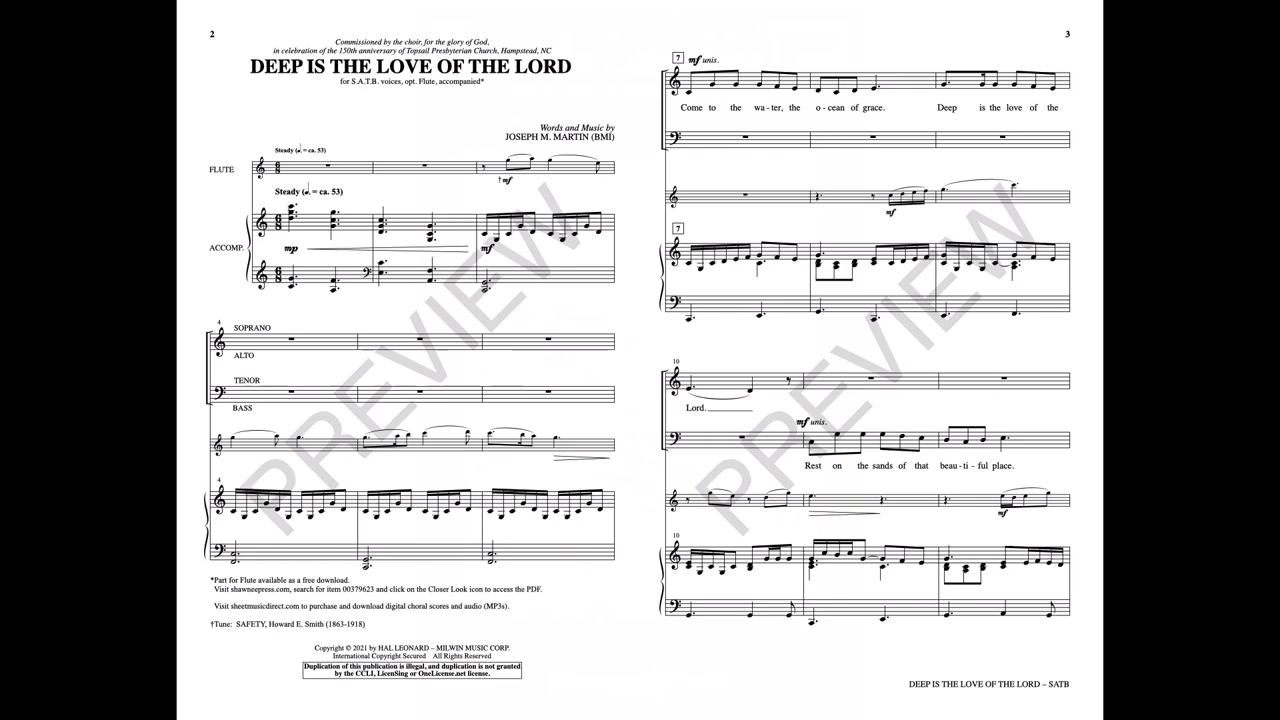 2
Commissioned by the choir, for the glory of God,
in celebration of the 150th anniversary of Topsail Presbyterian Church, Hampstead, NC
DEEP IS THE LOVE OF THE LORD
for S.A.T.B. voices, opt. Flute, accompanied*
Words and Music by
JOSEPH M. MARTIN (BMI)
Steady (♩. = ca. 53)
FLUTE
†mf
Steady (♩. = ca. 53)
ACCOMP.
mp
mf
4
SOPRANO
ALTO
TENOR
BASS
4
*Part for Flute available as a free download.
Visit shawneepress.com, search for item 00379623 and click on the Closer Look icon to access the PDF.
Visit sheetmusicdirect.com to purchase and download digital choral scores and audio (MP3s).
†Tune: SAFETY, Howard E. Smith (1863-1918)
Copyright © 2021 by HAL LEONARD – MILWIN MUSIC CORP.
International Copyright Secured All Rights Reserved
Duplication of this publication is illegal, and duplication is not granted
by the CCLI, LicenSing or OneLicense.net license.
PREVIEW
3
7 mf unis.
Come to the wa - ter, the o - cean of grace. Deep is the love of the
mf
7
10
Lord.
mf unis.
Rest on the sands of that beau - ti - ful place.
mf
10
DEEP IS THE LOVE OF THE LORD – SATB
PREVIEW